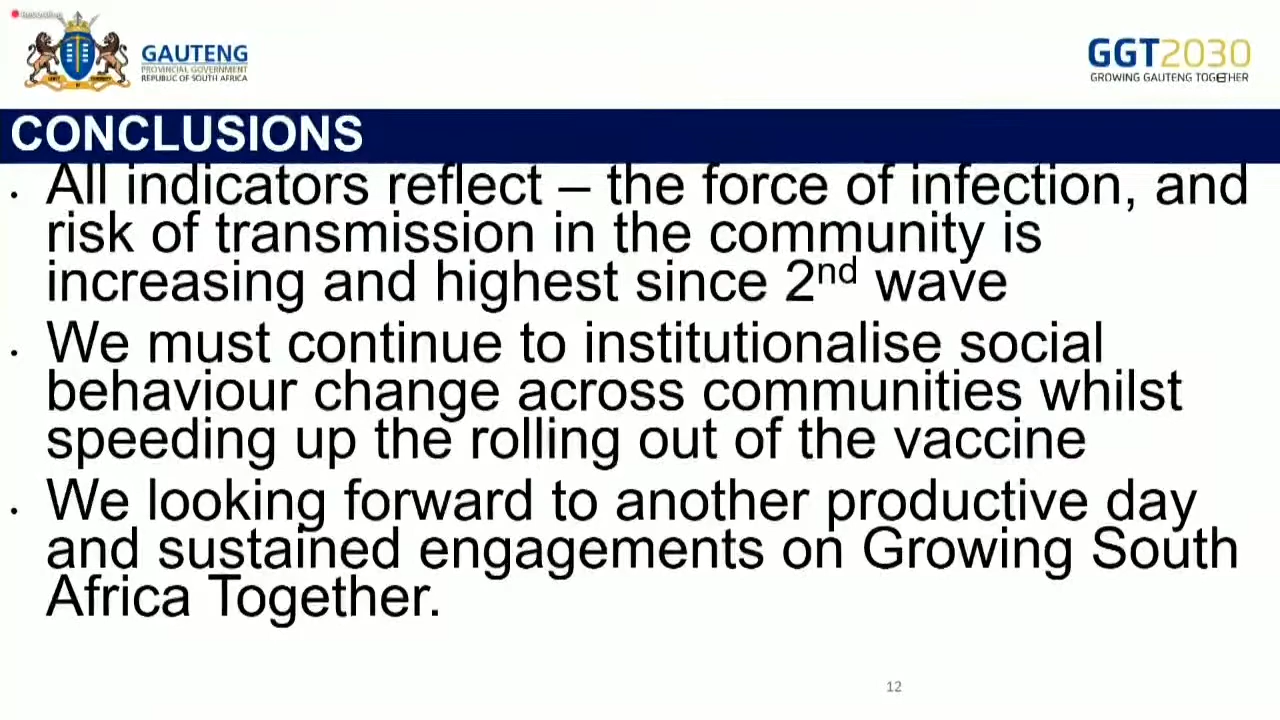 Recording
GAUTENG
PROVINCIAL GOVERNMENT
REPUBLIC OF SOUTH AFRICA
GGT2030
GROWING GAUTENG TOGETHER
CONCLUSIONS
• All indicators reflect – the force of infection, and
risk of transmission in the community is
increasing and highest since 2nd wave
• We must continue to institutionalise social
behaviour change across communities whilst
speeding up the rolling out of the vaccine
• We looking forward to another productive day
and sustained engagements on Growing South
Africa Together.
12